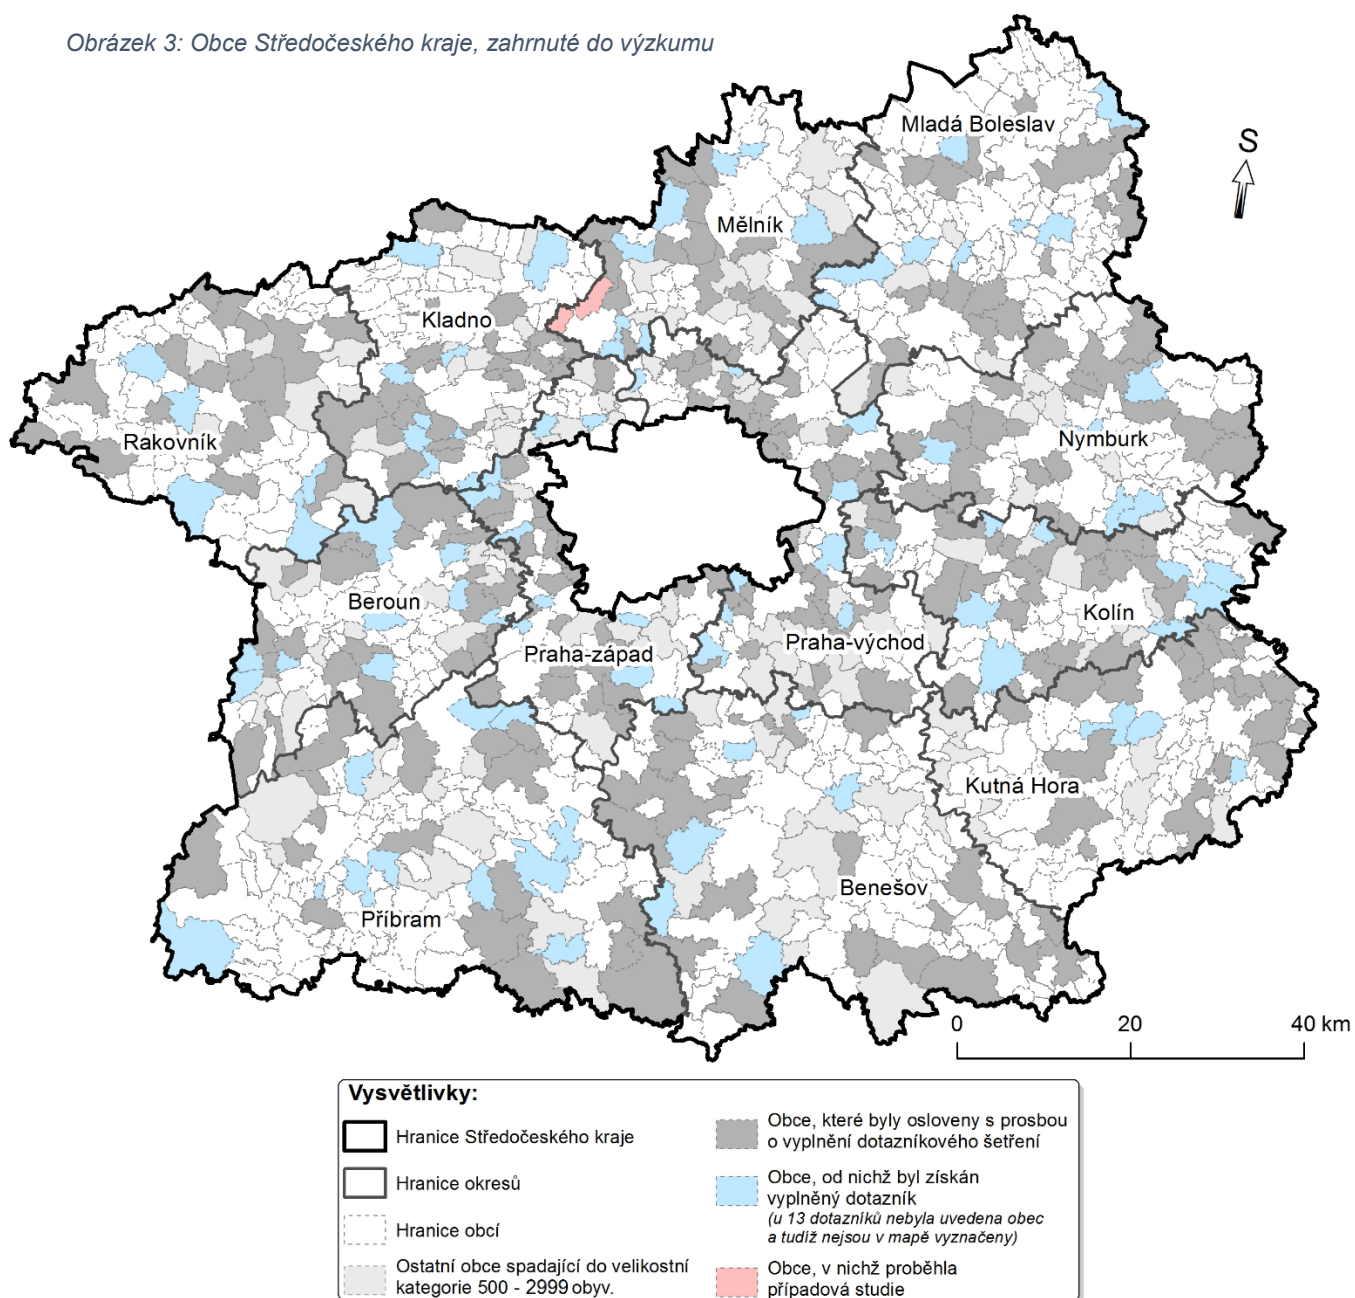 Obrázek 3: Obce Středočeského kraje, zahrnuté do výzkumu
Mladá Boleslav
S
Mělník
Kladno
Rakovník
Nymburk
Beroun
Kolín
Praha-západ
Praha-východ
Kutná Hora
Benešov
Příbram
0 20 40 km
Vysvětlivky:
Hranice Středočeského kraje
Hranice okresů
Hranice obcí
Ostatní obce spadající do velikostní
kategorie 500 - 2999 obyv.
Obce, které byly osloveny s prosbou
o vyplnění dotazníkového šetření
Obce, od nichž byl získán
vyplněný dotazník
(u 13 dotazníků nebyla uvedena obec
a tudíž nejsou v mapě vyznačeny)
Obce, v nichž proběhla
případová studie